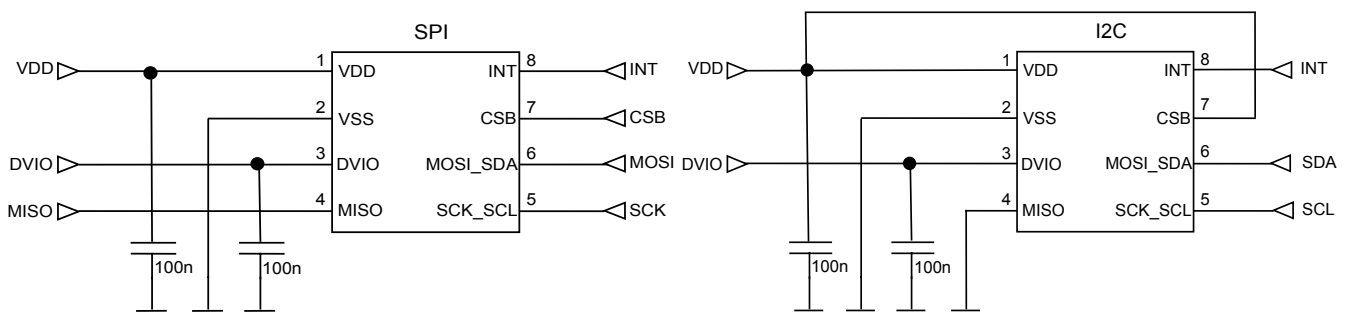 SPI
VDD
1
VDD
INT
8
INT
2
VSS
CSB
7
CSB
DVIO
3
DVIO
MOSI_SDA
6
MOSI
MISO
4
MISO
SCK_SCL
5
SCK
100n
100n
I2C
VDD
1
VDD
INT
8
INT
2
VSS
CSB
7
DVIO
3
DVIO
MOSI_SDA
6
SDA
4
MISO
SCK_SCL
5
SCL
100n
100n